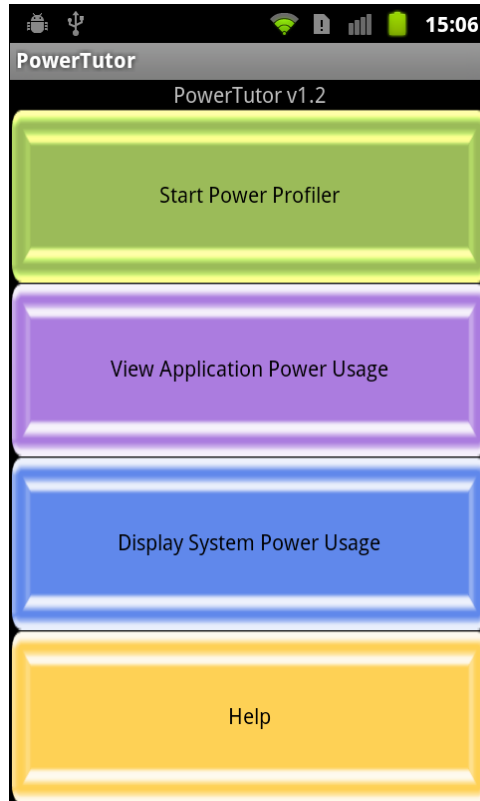 15:06
PowerTutor
PowerTutor v1.2
Start Power Profiler
View Application Power Usage
Display System Power Usage
Help